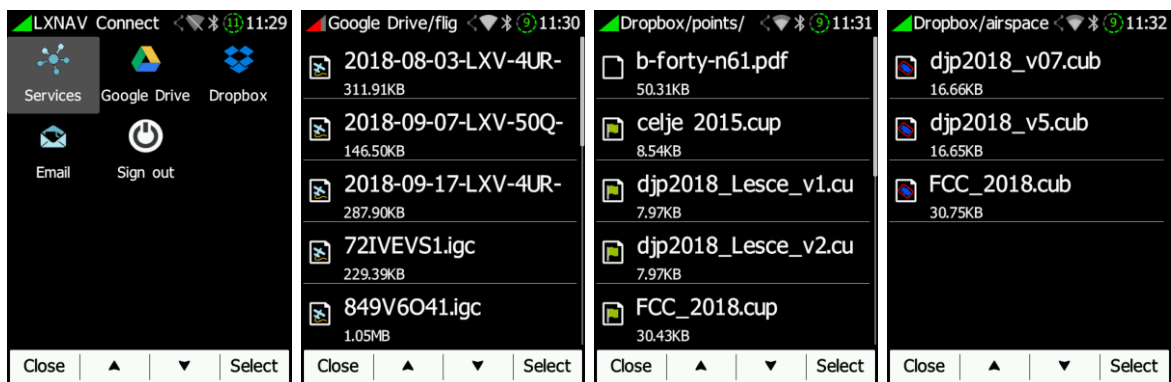 LXNAV Connect 11 11:29
Services Google Drive Dropbox
Email Sign out
Close Select
Google Drive/flig 9 11:30
2018-08-03-LXV-4UR-
311.91KB
2018-09-07-LXV-50Q-
146.50KB
2018-09-17-LXV-4UR-
287.90KB
72IVEVS1.igc
229.39KB
849V6O41.igc
1.05MB
Close Select
Dropbox/points/ 9 11:31
b-forty-n61.pdf
50.31KB
celje 2015.cup
8.54KB
djp2018_Lesce_v1.cu
7.97KB
djp2018_Lesce_v2.cu
7.97KB
FCC_2018.cup
30.43KB
Close Select
Dropbox/airspace 9 11:32
djp2018_v07.cub
16.66KB
djp2018_v5.cub
16.65KB
FCC_2018.cub
30.75KB
Close Select